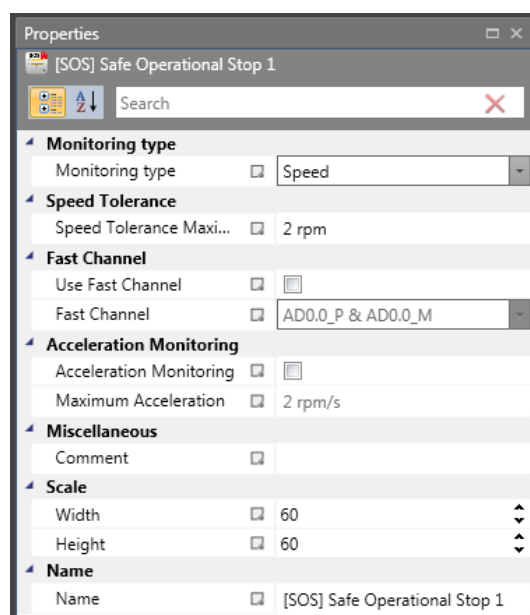 Properties
[SOS] Safe Operational Stop 1
Search
Monitoring type
Monitoring type Speed
Speed Tolerance
Speed Tolerance Maxi... 2 rpm
Fast Channel
Use Fast Channel
Fast Channel AD0.0_P & AD0.0_M
Acceleration Monitoring
Acceleration Monitoring
Maximum Acceleration 2 rpm/s
Miscellaneous
Comment
Scale
Width 60
Height 60
Name
Name [SOS] Safe Operational Stop 1